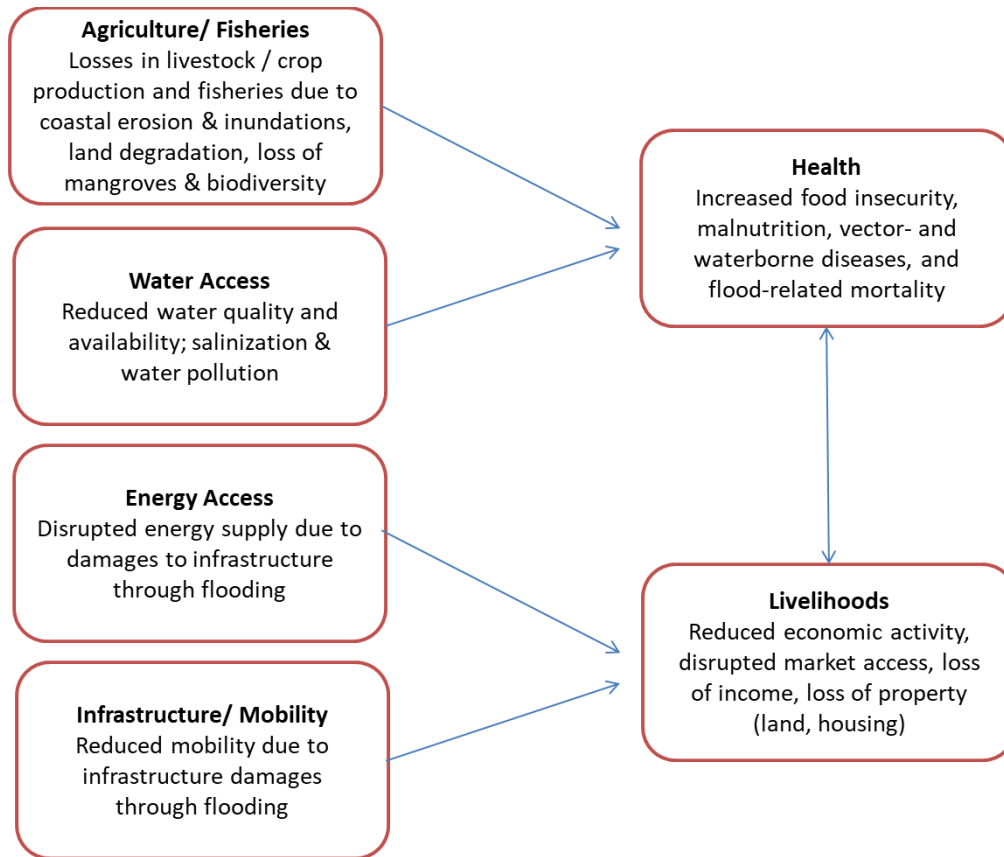 Agriculture/ Fisheries
Losses in livestock / crop
production and fisheries due to
coastal erosion & inundations,
land degradation, loss of
mangroves & biodiversity
Water Access
Reduced water quality and
availability; salinization &
water pollution
Energy Access
Disrupted energy supply due to
damages to infrastructure
through flooding
Infrastructure/ Mobility
Reduced mobility due to
infrastructure damages
through flooding
Health
Increased food insecurity,
malnutrition, vector- and
waterborne diseases, and
flood-related mortality
Livelihoods
Reduced economic activity,
disrupted market access, loss
of income, loss of property
(land, housing)